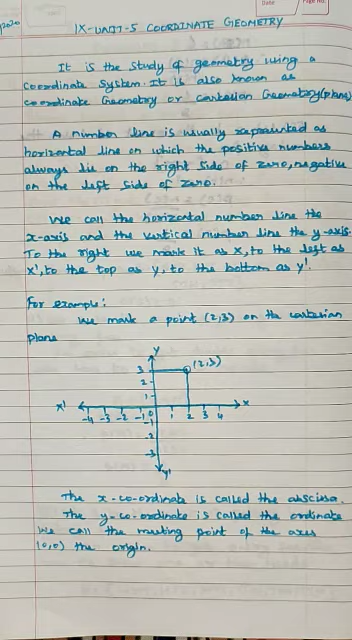 2020
Date
Page No.
IX-UNIT-5 COORDINATE GEOMETRY
It is the study of geometry using a
coordinate system. It is also known as
coordinate Geometry or cartesian Geometry(plane)
A number line is usually represented as
horizontal line on which the positive numbers
always lie on the right side of zero, negative
on the left side of zero.
We call the horizontal number line the
x-axis and the vertical number line the y-axis.
To the right we mark it as x, to the left as
x', to the top as y, to the bottom as y'.
For example:
We mark a point (2,3) on the cartesian
plane
Y
3 (2,3)
2
1
X' -4 -3 -2 -1 0 1 2 3 4 X
-1
-2
-3
Y'
The x-co-ordinate is called the abscissa.
The y-co-ordinate is called the ordinate
We call the meeting point of the axes
(0,0) the origin.